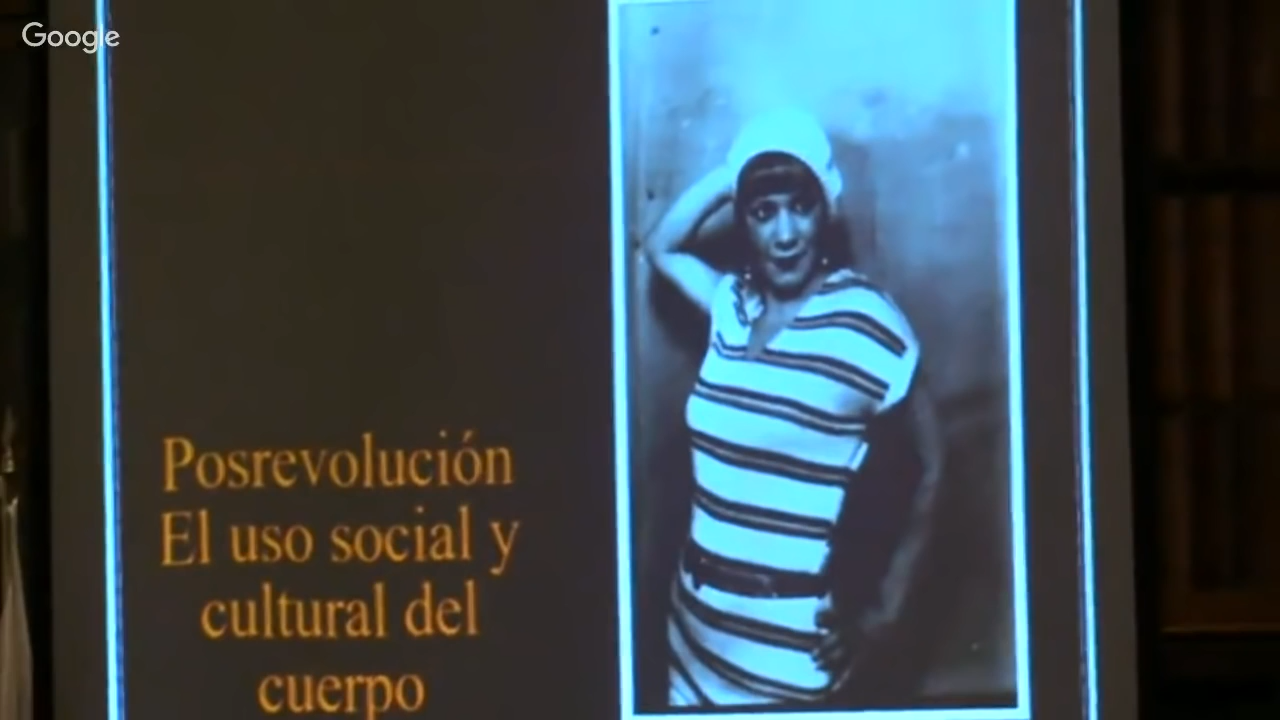 Google
Posrevolución
El uso social y
cultural del
cuerpo